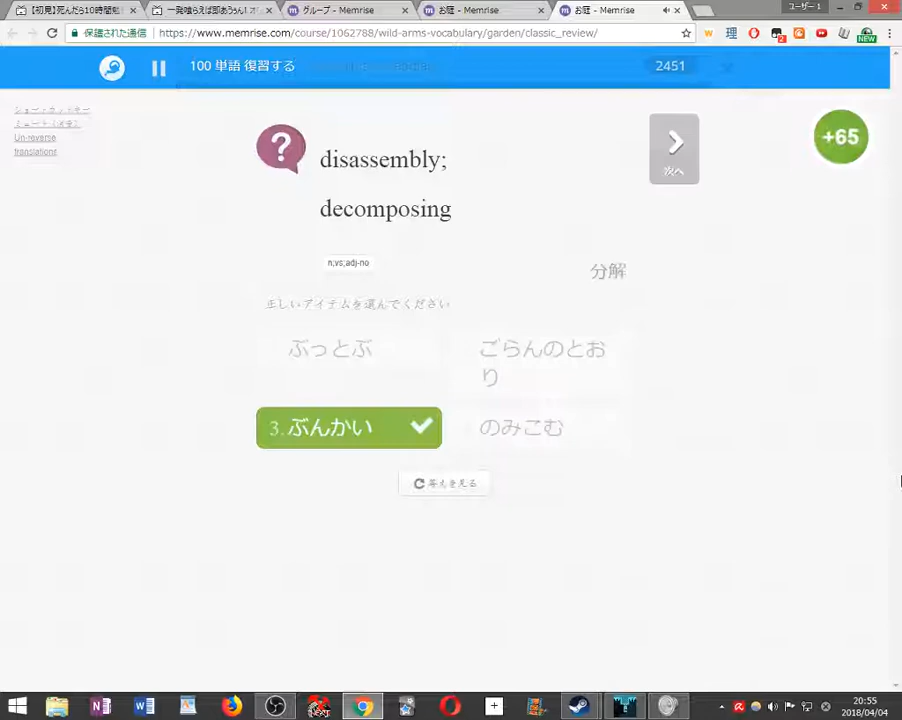 【初見】死んだら10時間勉
一発喰らえば即あうろん!オ
グループ - Memrise
お庭 - Memrise
お庭 - Memrise
ユーザー 1
保護された通信
https://www.memrise.com/course/1062788/wild-arms-vocabulary/garden/classic_review/
100 単語 復習する
2451
Un-reverse
translations
+65
disassembly;
decomposing
次へ
n;vs;adj-no
分解
正しいアイテムを選んでください
ぶっとぶ
ごらんのとお
り
3. ぶんかい
のみこむ
答えを見る
20:55
2018/04/04